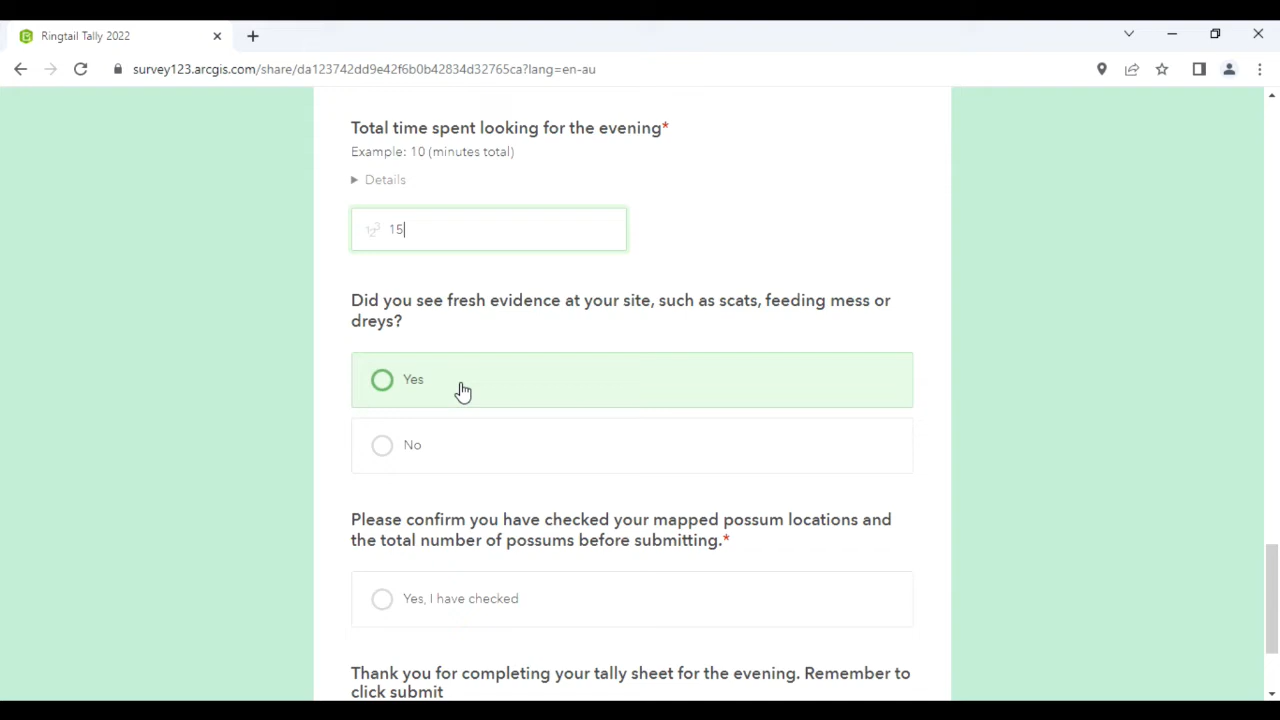 Ringtail Tally 2022
survey123.arcgis.com/share/da123742dd9e42f6b0b42834d32765ca?lang=en-au
Total time spent looking for the evening*
Example: 10 (minutes total)
Details
15
Did you see fresh evidence at your site, such as scats, feeding mess or
dreys?
Yes
No
Please confirm you have checked your mapped possum locations and
the total number of possums before submitting.*
Yes, I have checked
Thank you for completing your tally sheet for the evening. Remember to
click submit